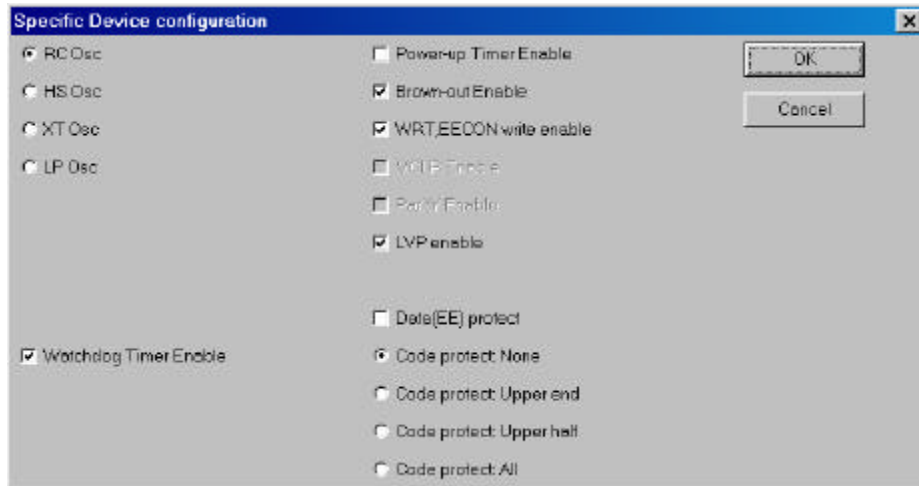 Specific Device configuration
RC Osc
HS Osc
XT Osc
LP Osc
Watchdog Timer Enable
Power-up Timer Enable
Brown-out Enable
WRT,EECON write enable
Enable
Enable
LVP enable
Data(EE) protect
Code protect: None
Code protect: Upper end
Code protect: Upper half
Code protect: All
OK
Cancel